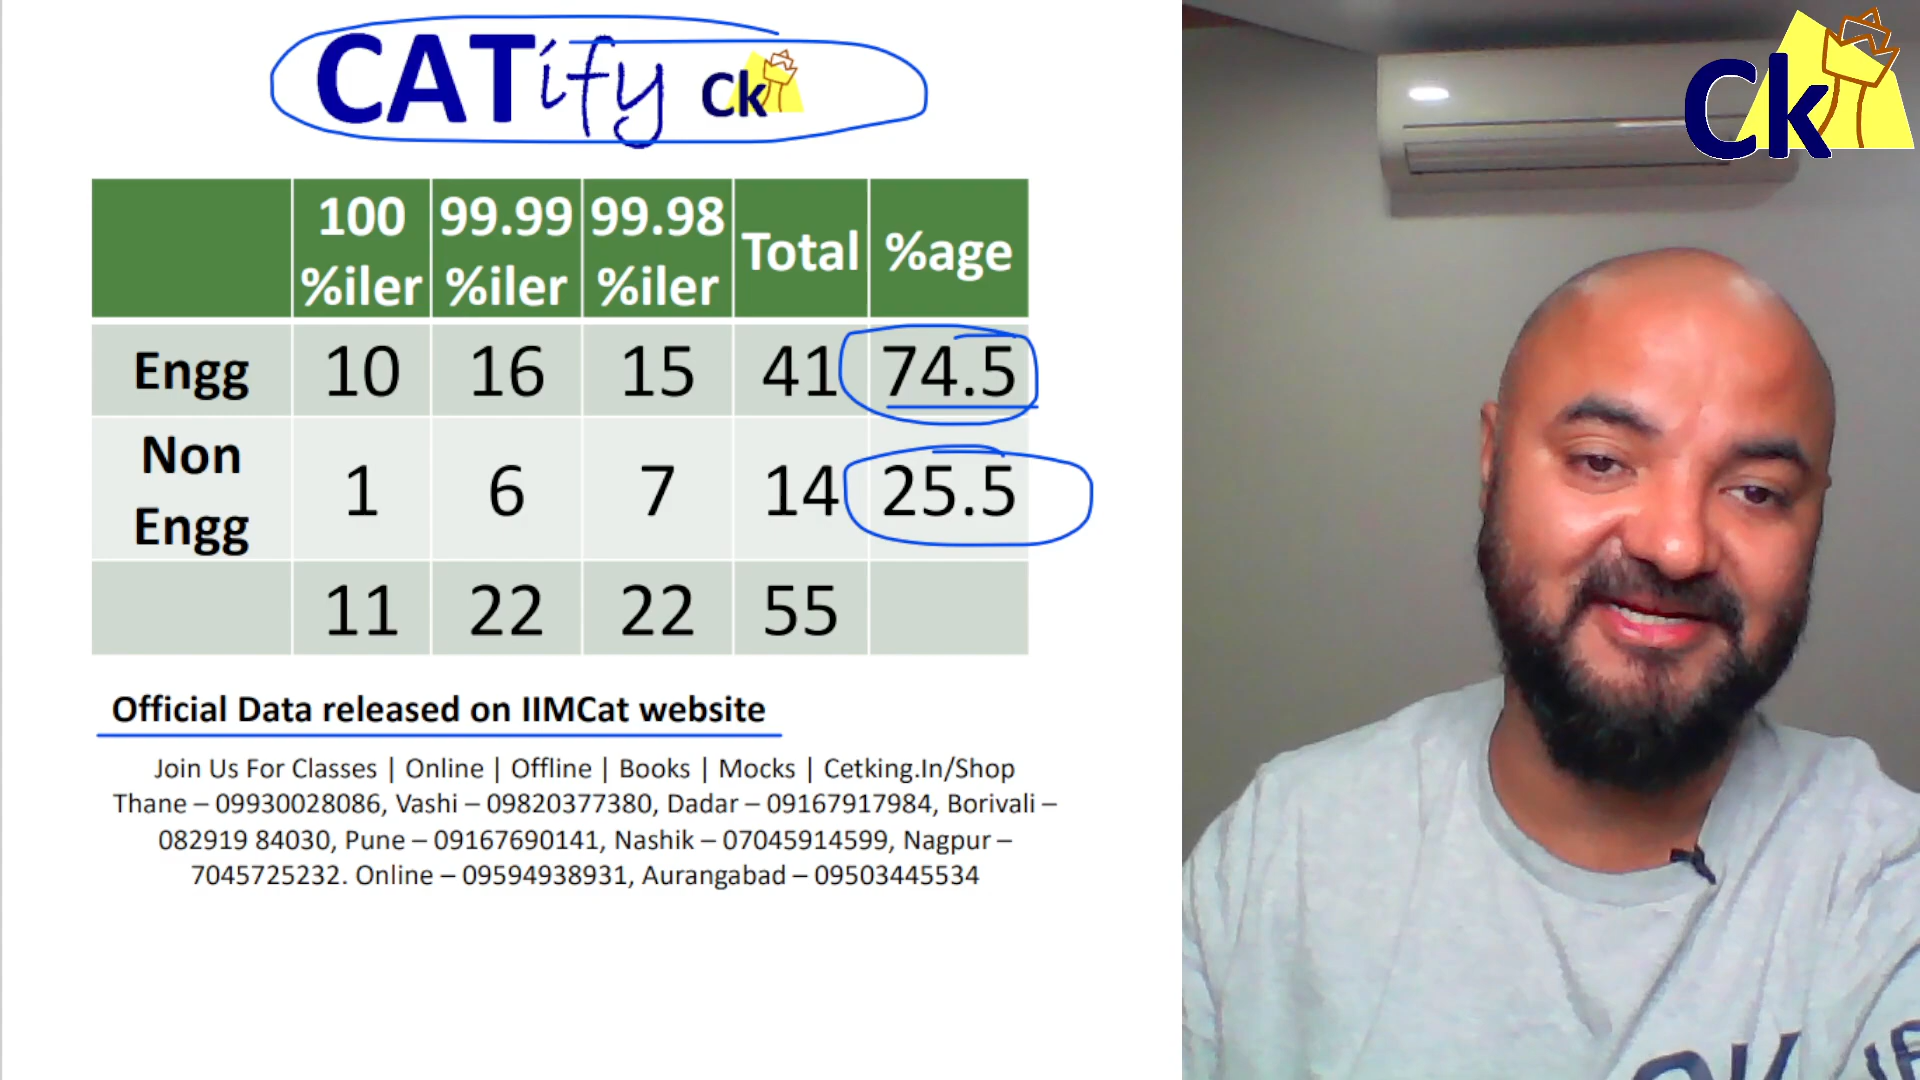 CATify Ck
Ck
100 %iler 99.99 %iler 99.98 %iler Total %age
Engg 10 16 15 41 74.5
Non Engg 1 6 7 14 25.5
11 22 22 55
Official Data released on IIMCat website
Join Us For Classes | Online | Offline | Books | Mocks | Cetking.In/Shop
Thane – 09930028086, Vashi – 09820377380, Dadar – 09167917984, Borivali –
082919 84030, Pune – 09167690141, Nashik – 07045914599, Nagpur –
7045725232. Online – 09594938931, Aurangabad – 09503445534